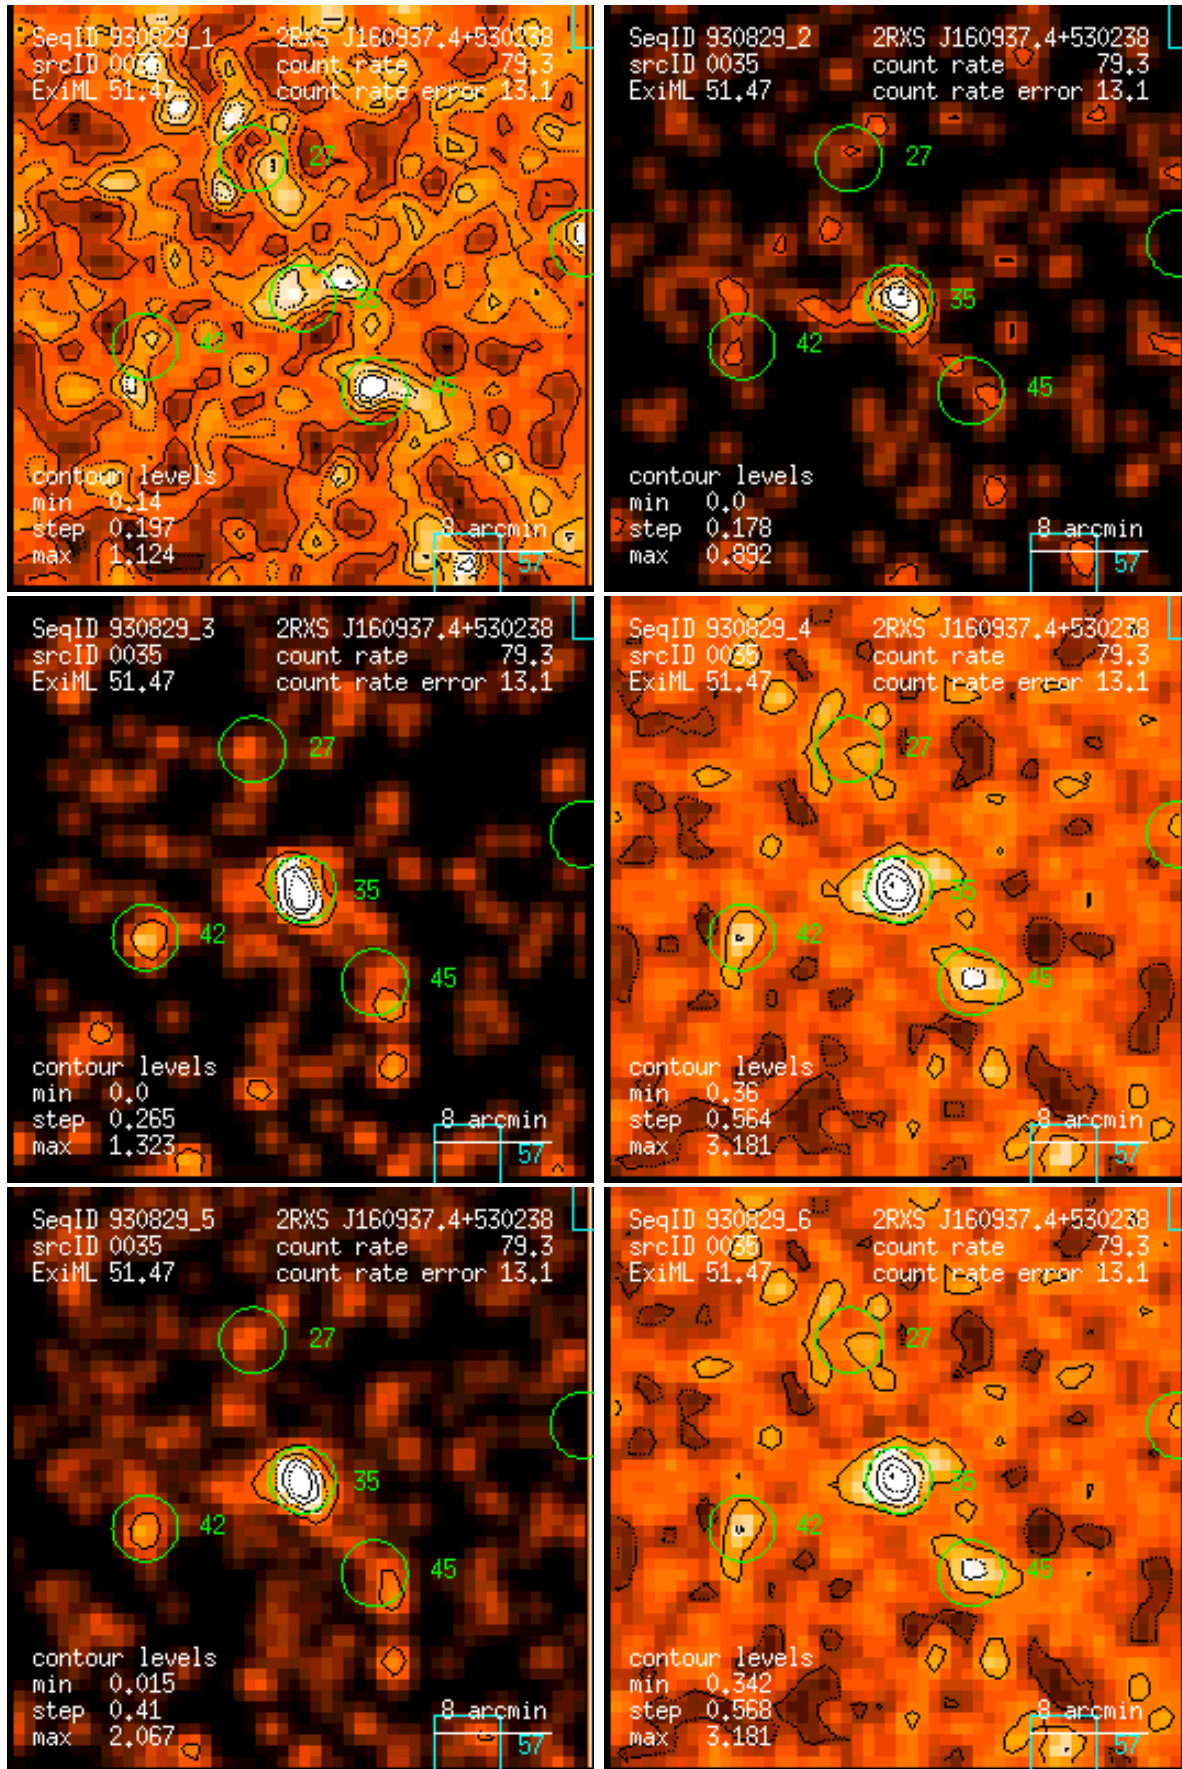 SeqID 930829_1 2RXS J160937.4+530238
srcID 0035 count rate 79.3
ExiML 51.47 count rate error 13.1
27
35
42
45
contour levels
min 0.14
step 0.197 8 arcmin
max 1.124 57
SeqID 930829_2 2RXS J160937.4+530238
srcID 0035 count rate 79.3
ExiML 51.47 count rate error 13.1
27
35
42
45
contour levels
min 0.0
step 0.178 8 arcmin
max 0.892 57
SeqID 930829_3 2RXS J160937.4+530238
srcID 0035 count rate 79.3
ExiML 51.47 count rate error 13.1
27
35
42
45
contour levels
min 0.0
step 0.265 8 arcmin
max 1.323 57
SeqID 930829_4 2RXS J160937.4+530238
srcID 0035 count rate 79.3
ExiML 51.47 count rate error 13.1
27
35
42
45
contour levels
min 0.36
step 0.564 8 arcmin
max 3.181 57
SeqID 930829_5 2RXS J160937.4+530238
srcID 0035 count rate 79.3
ExiML 51.47 count rate error 13.1
27
35
42
45
contour levels
min 0.015
step 0.41 8 arcmin
max 2.067 57
SeqID 930829_6 2RXS J160937.4+530238
srcID 0035 count rate 79.3
ExiML 51.47 count rate error 13.1
27
35
42
45
contour levels
min 0.342
step 0.568 8 arcmin
max 3.181 57